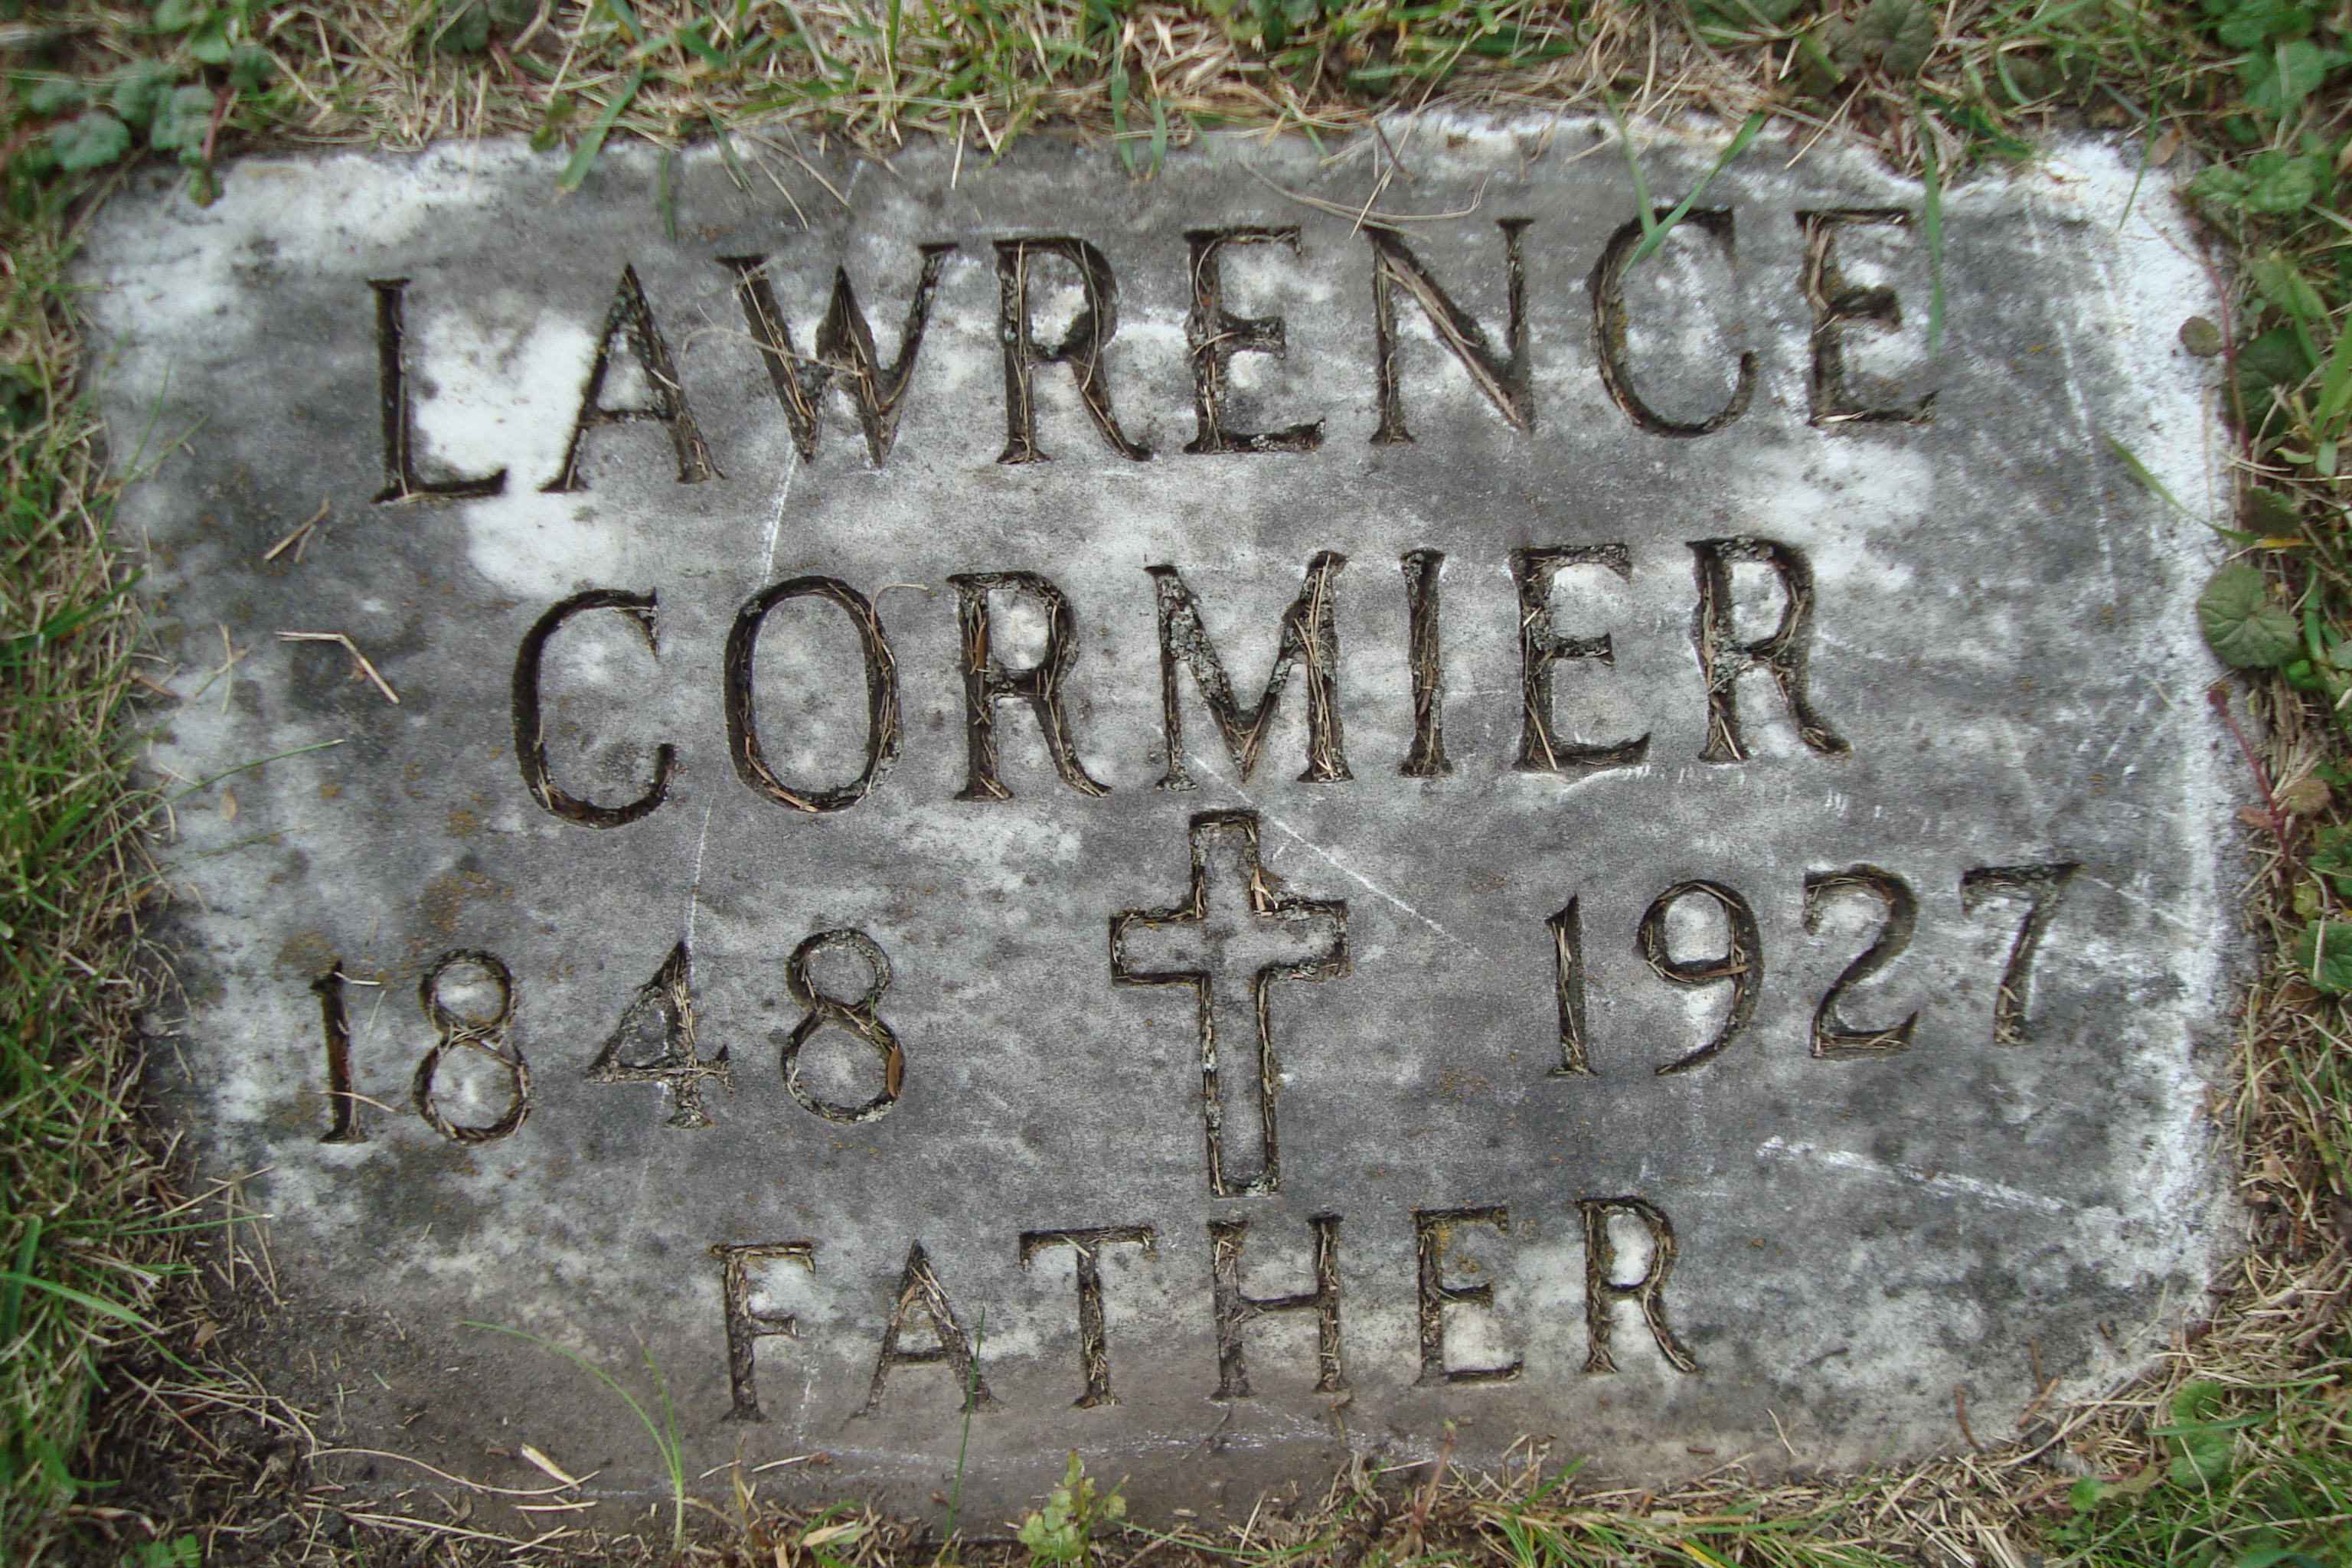 LAWRENCE
CORMIER
1848 1927
FATHER